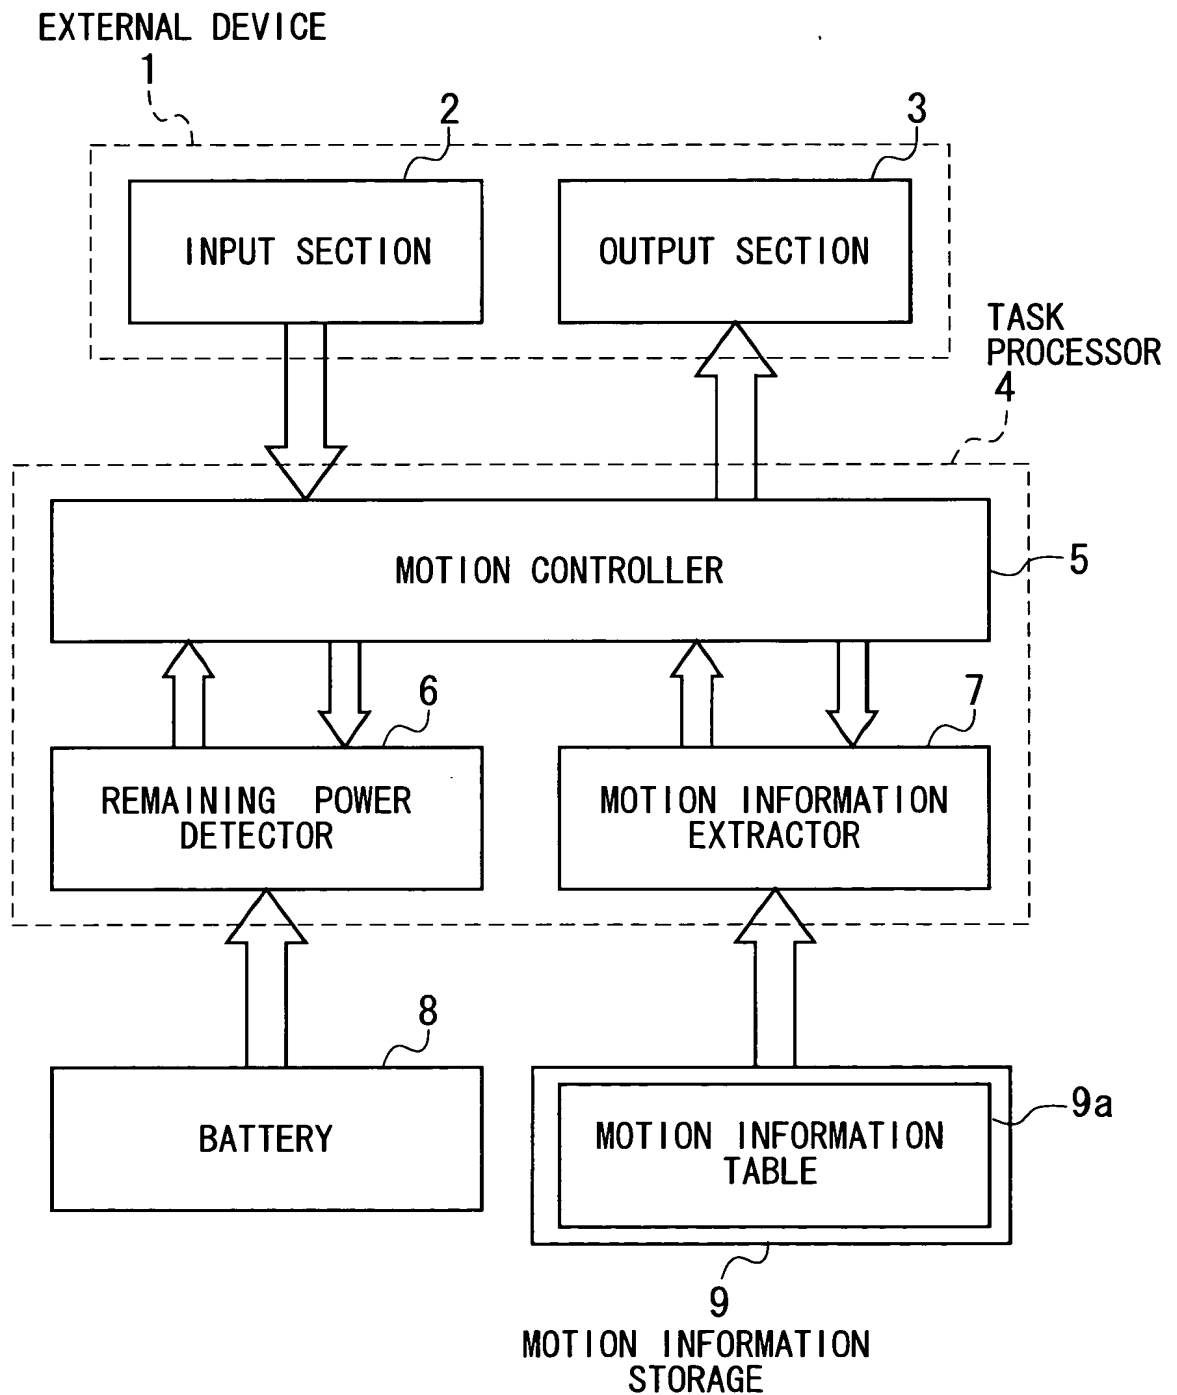 EXTERNAL DEVICE
1
2
3
INPUT SECTION
OUTPUT SECTION
TASK
PROCESSOR
4
MOTION CONTROLLER
5
6
7
REMAINING POWER
DETECTOR
MOTION INFORMATION
EXTRACTOR
8
BATTERY
9a
MOTION INFORMATION
TABLE
9
MOTION INFORMATION
STORAGE